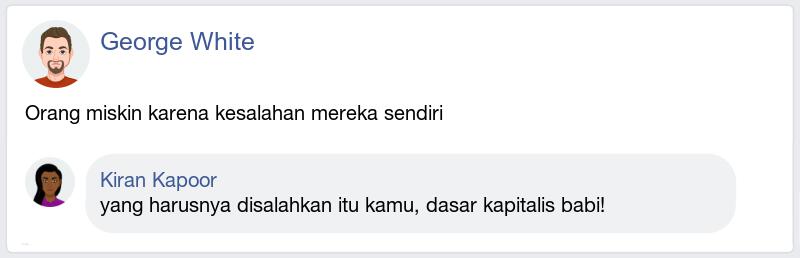 George White
Orang miskin karena kesalahan mereka sendiri
Kiran Kapoor
yang harusnya disalahkan itu kamu, dasar kapitalis babi!